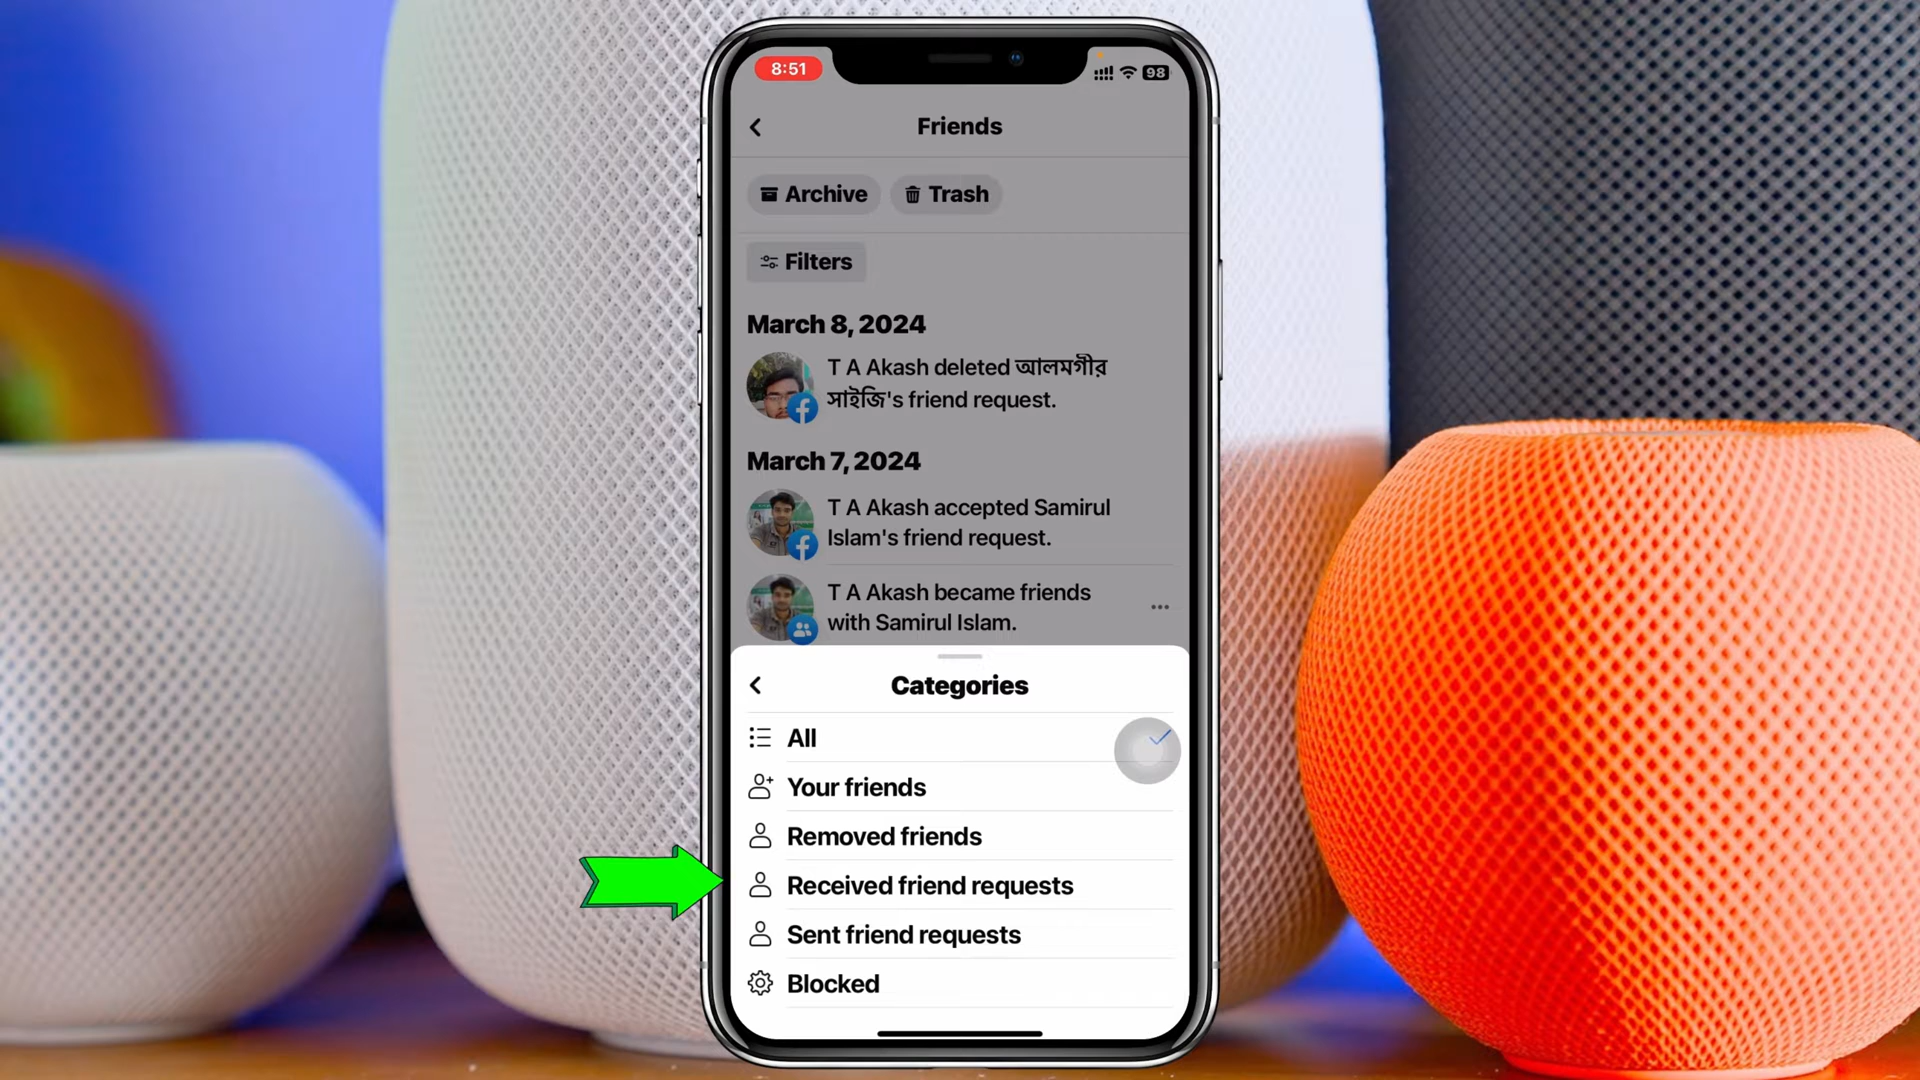 8:51
98
Friends
Archive
Trash
Filters
March 8, 2024
T A Akash deleted আলমগীর
সাইজি's friend request.
March 7, 2024
T A Akash accepted Samirul
Islam's friend request.
T A Akash became friends
with Samirul Islam.
Categories
All
Your friends
Removed friends
Received friend requests
Sent friend requests
Blocked